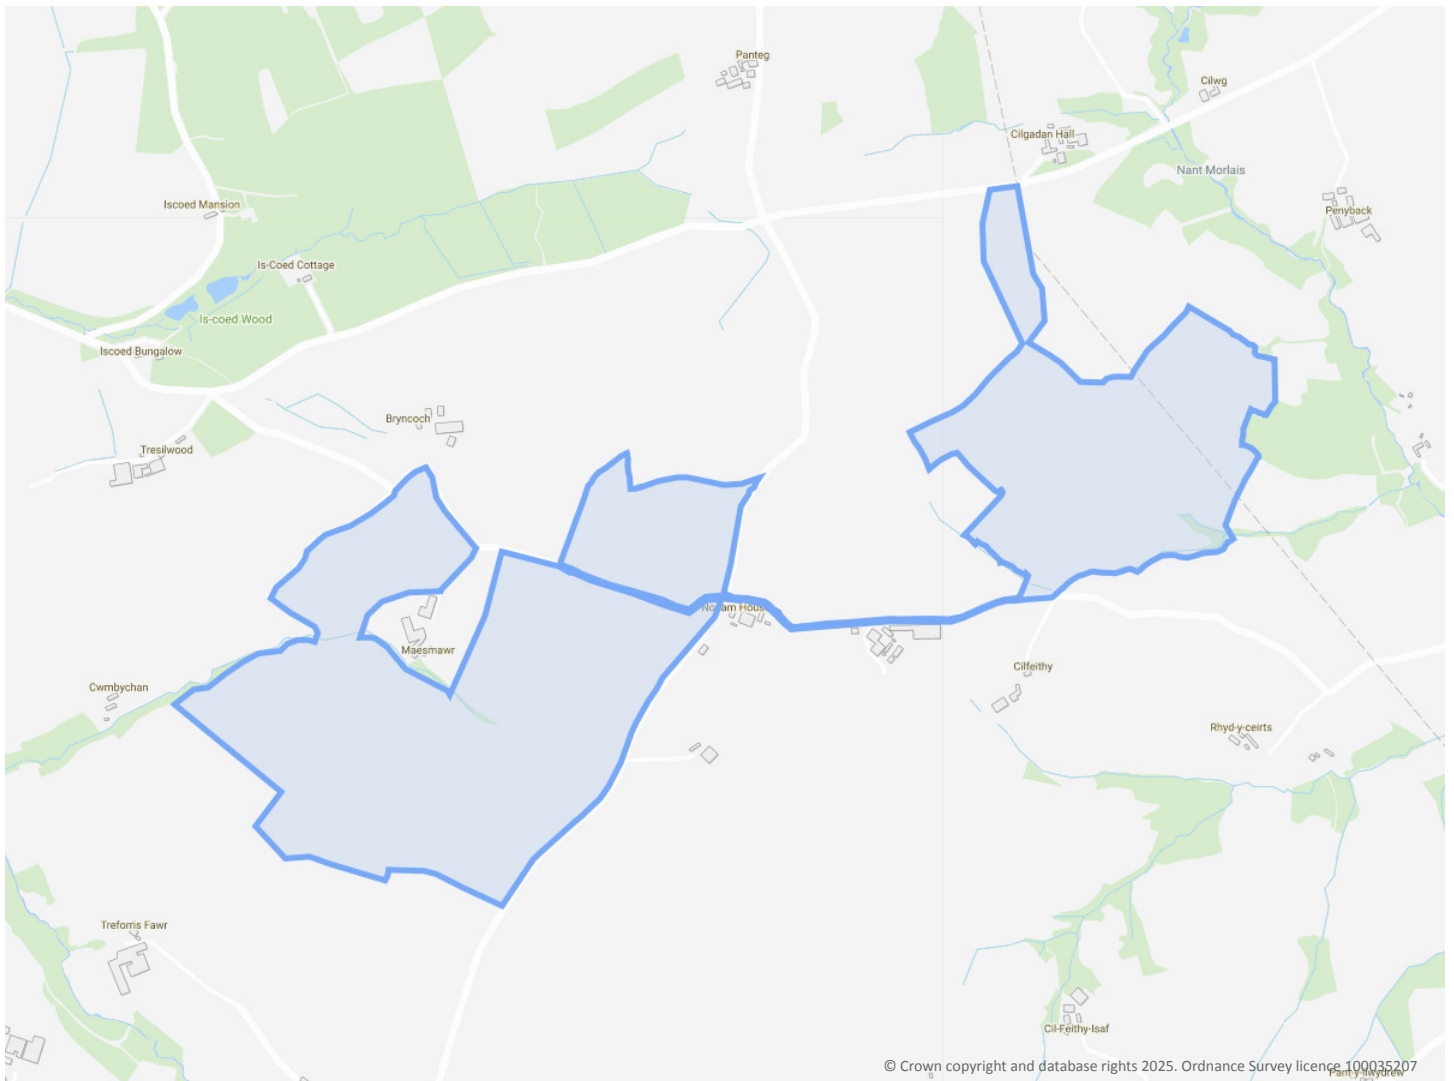 Panteg
Cilwg
Cilgadan Hall
Nant Morlais
Iscoed Mansion
Penyback
Is-Coed Cottage
Is-coed Wood
Iscoed Bungalow
Bryncoch
Tresilwood
Maesmawr
Cilfeithy
Cwmbychan
Rhyd-y-ceirts
Treforris Fawr
Cil-Feithy-Isaf
© Crown copyright and database rights 2025. Ordnance Survey licence 100035207